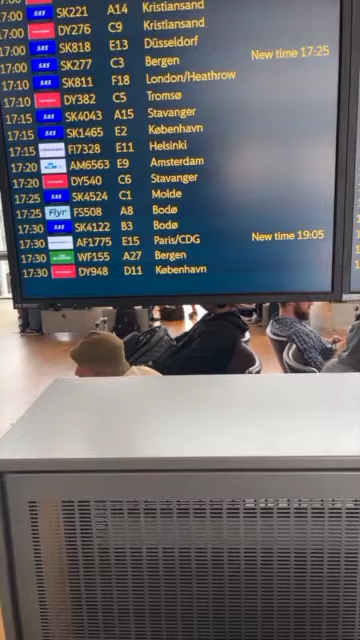 17:00 SAS SK221 A14 Kristiansand
17:00 DY276 C9 Kristiansand
17:00 SAS SK818 E13 Düsseldorf
17:00 SAS SK277 C3 Bergen New time 17:25
17:10 SAS SK811 F18 London/Heathrow
17:10 DY382 C5 Tromsø
17:15 SAS SK4043 A15 Stavanger
17:15 SAS SK1465 E2 København
17:15 FI7328 E11 Helsinki
17:20 KLM AM6563 E9 Amsterdam
17:20 DY540 C6 Stavanger
17:25 SAS SK4524 C1 Molde
17:25 Flyr FS508 A8 Bodø
17:30 SAS SK4122 B3 Bodø
17:30 AF1775 E15 Paris/CDG New time 19:05
17:30 WF155 A27 Bergen
17:30 DY948 D11 København